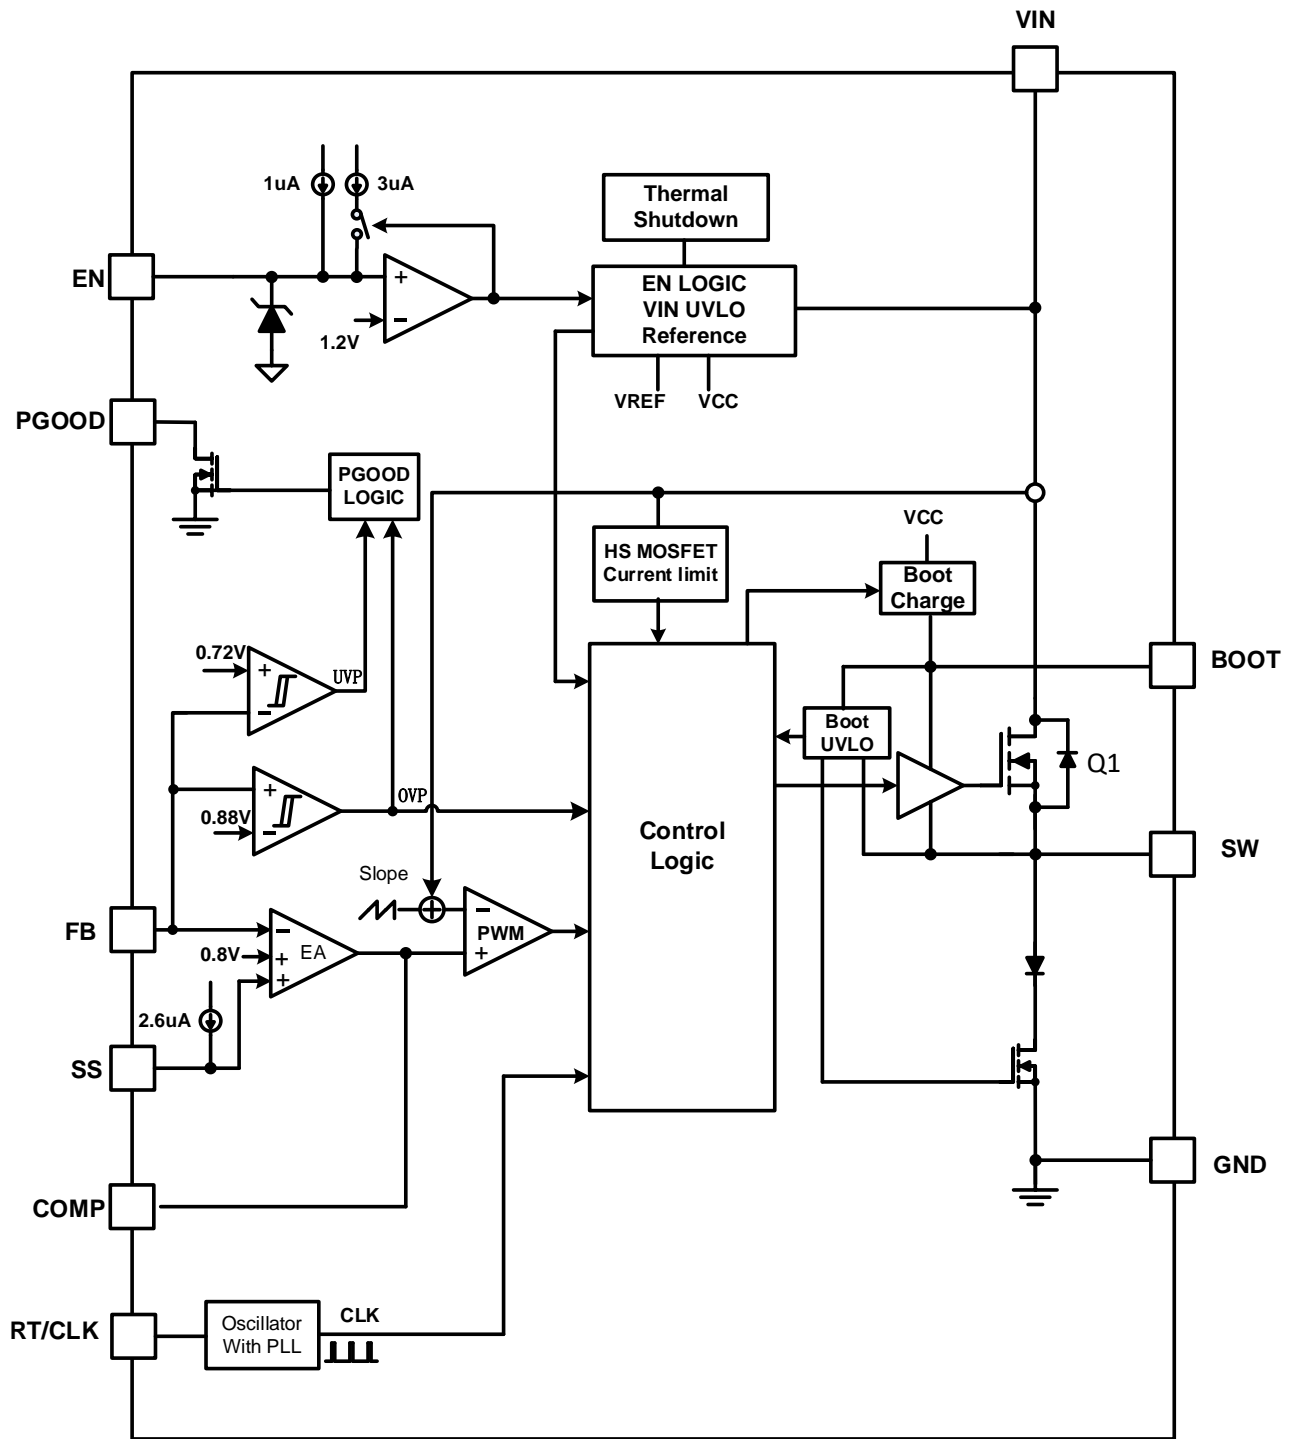 VIN
1uA
3uA
Thermal
Shutdown
EN
+
−
1.2V
EN LOGIC
VIN UVLO
Reference
VREF
VCC
PGOOD
PGOOD
LOGIC
VCC
HS MOSFET
Current limit
Boot
Charge
0.72V
+
−
UVP
BOOT
Boot
UVLO
Q1
+
−
0.88V
OVP
Control
Logic
SW
Slope
+
−
PWM
+
FB
−
0.8V
+
EA
+
2.6uA
SS
GND
COMP
RT/CLK
Oscillator
With PLL
CLK